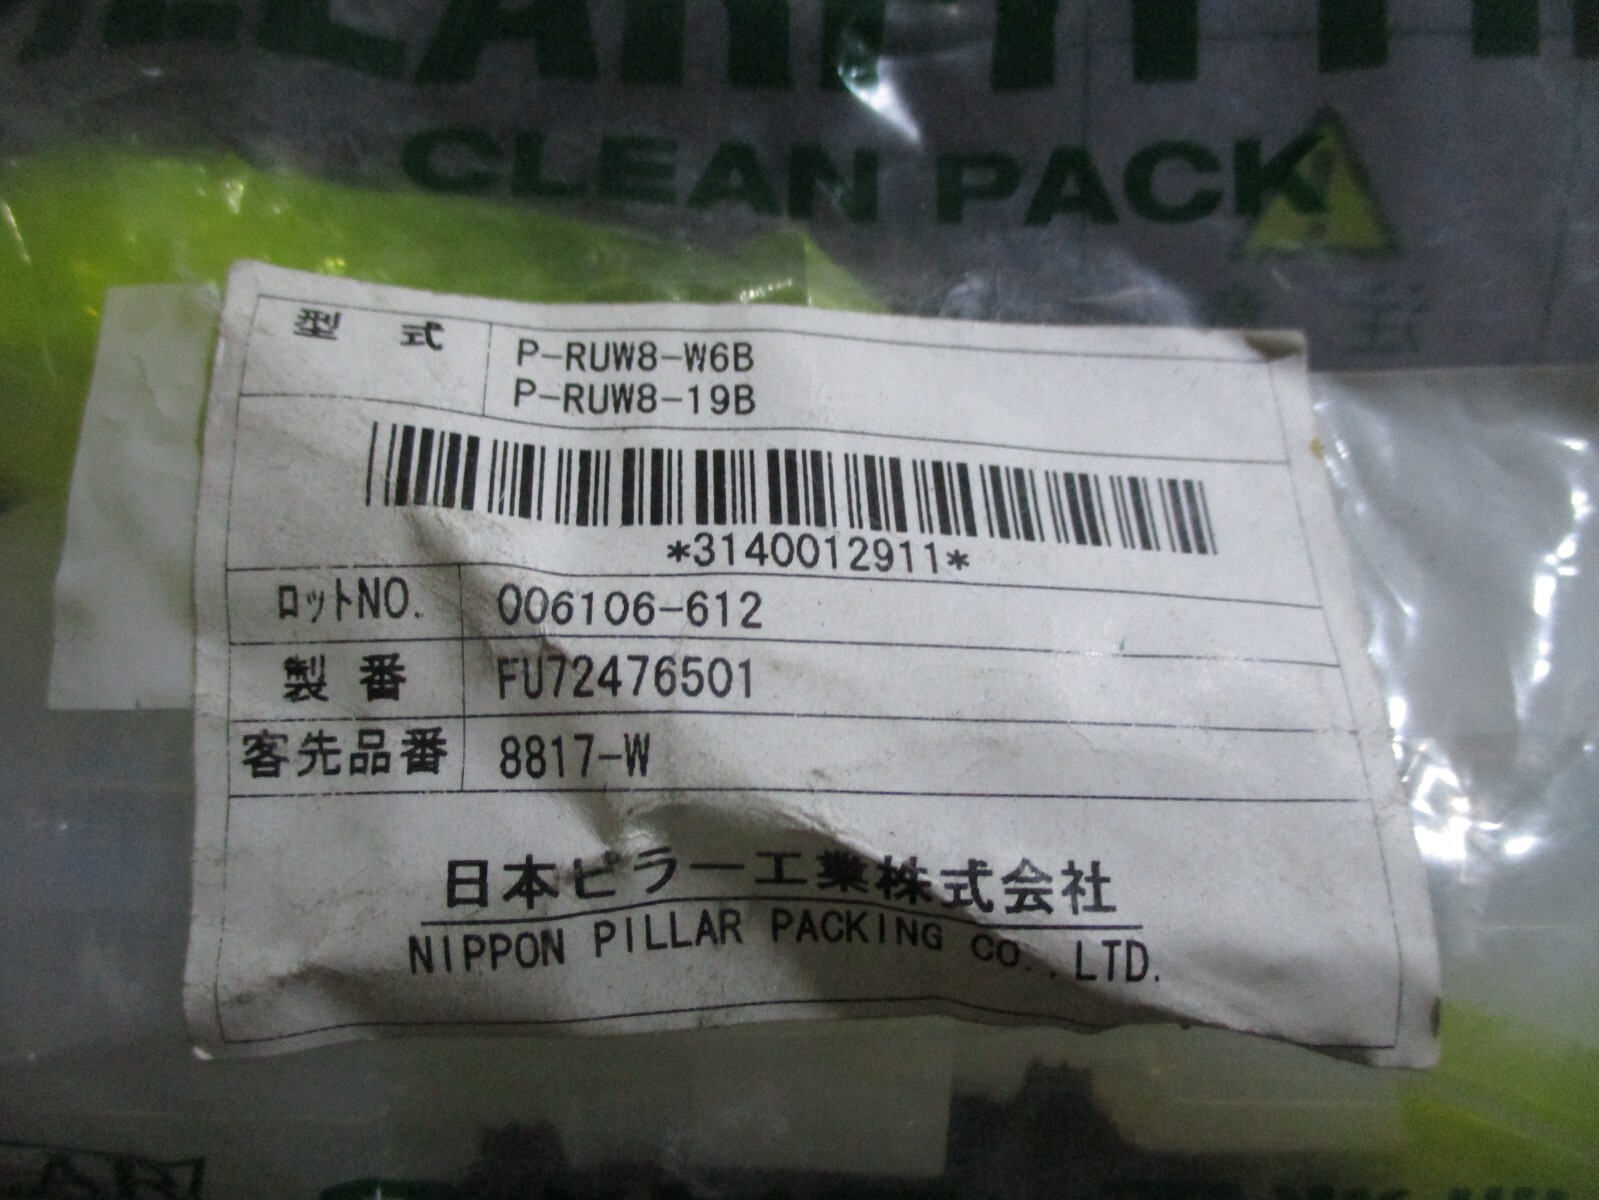 CLEAN PACK
型 式 P-RUW8-W6B
P-RUW8-19B
*3140012911*
ロットNO. 006106-612
製 番 FU72476501
客先品番 8817-W
日本ピラー工業株式会社
NIPPON PILLAR PACKING CO.,LTD.